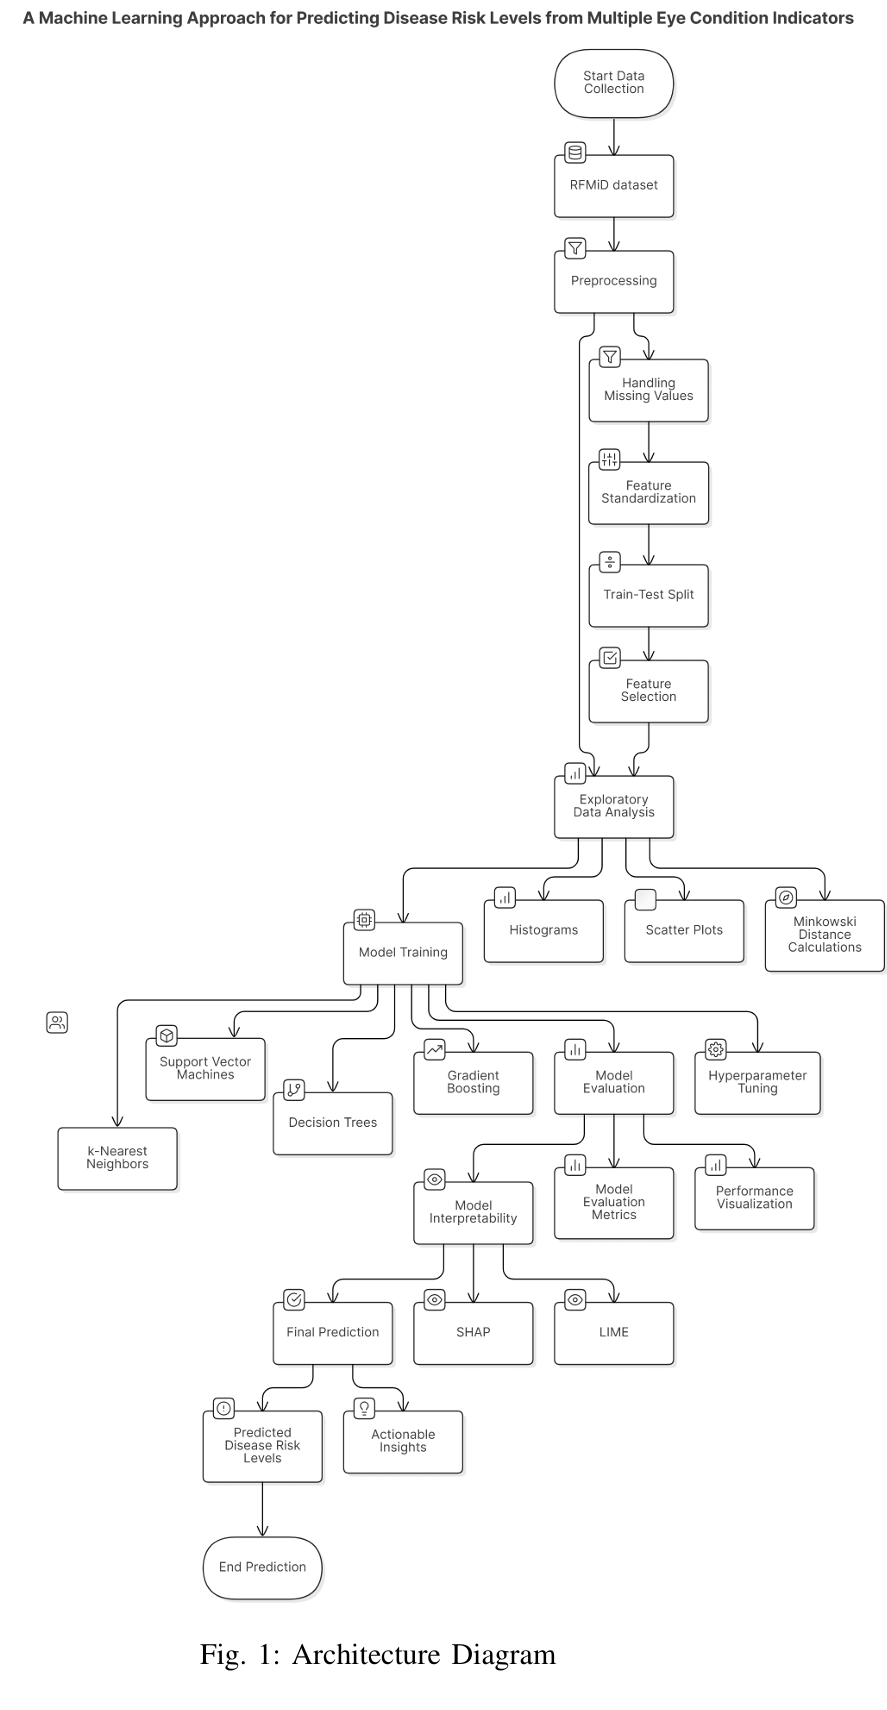 A Machine Learning Approach for Predicting Disease Risk Levels from Multiple Eye Condition Indicators
Start Data
Collection
RFMiD dataset
Preprocessing
Handling
Missing Values
Feature
Standardization
Train-Test Split
Feature
Selection
Exploratory
Data Analysis
Model Training
Histograms
Scatter Plots
Minkowski
Distance
Calculations
k-Nearest
Neighbors
Support Vector
Machines
Decision Trees
Gradient
Boosting
Model
Evaluation
Hyperparameter
Tuning
Model
Interpretability
Model
Evaluation
Metrics
Performance
Visualization
Final Prediction
SHAP
LIME
Predicted
Disease Risk
Levels
Actionable
Insights
End Prediction
Fig. 1: Architecture Diagram